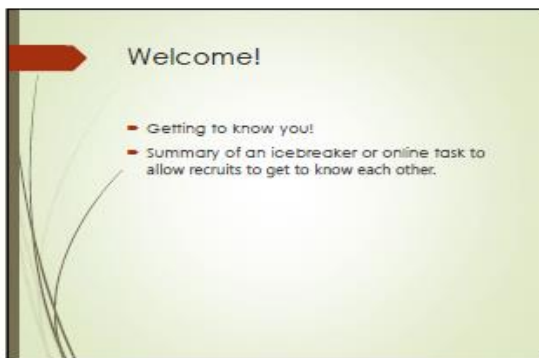 Welcome!
Getting to know you!
Summary of an icebreaker or online task to
allow recruits to get to know each other.